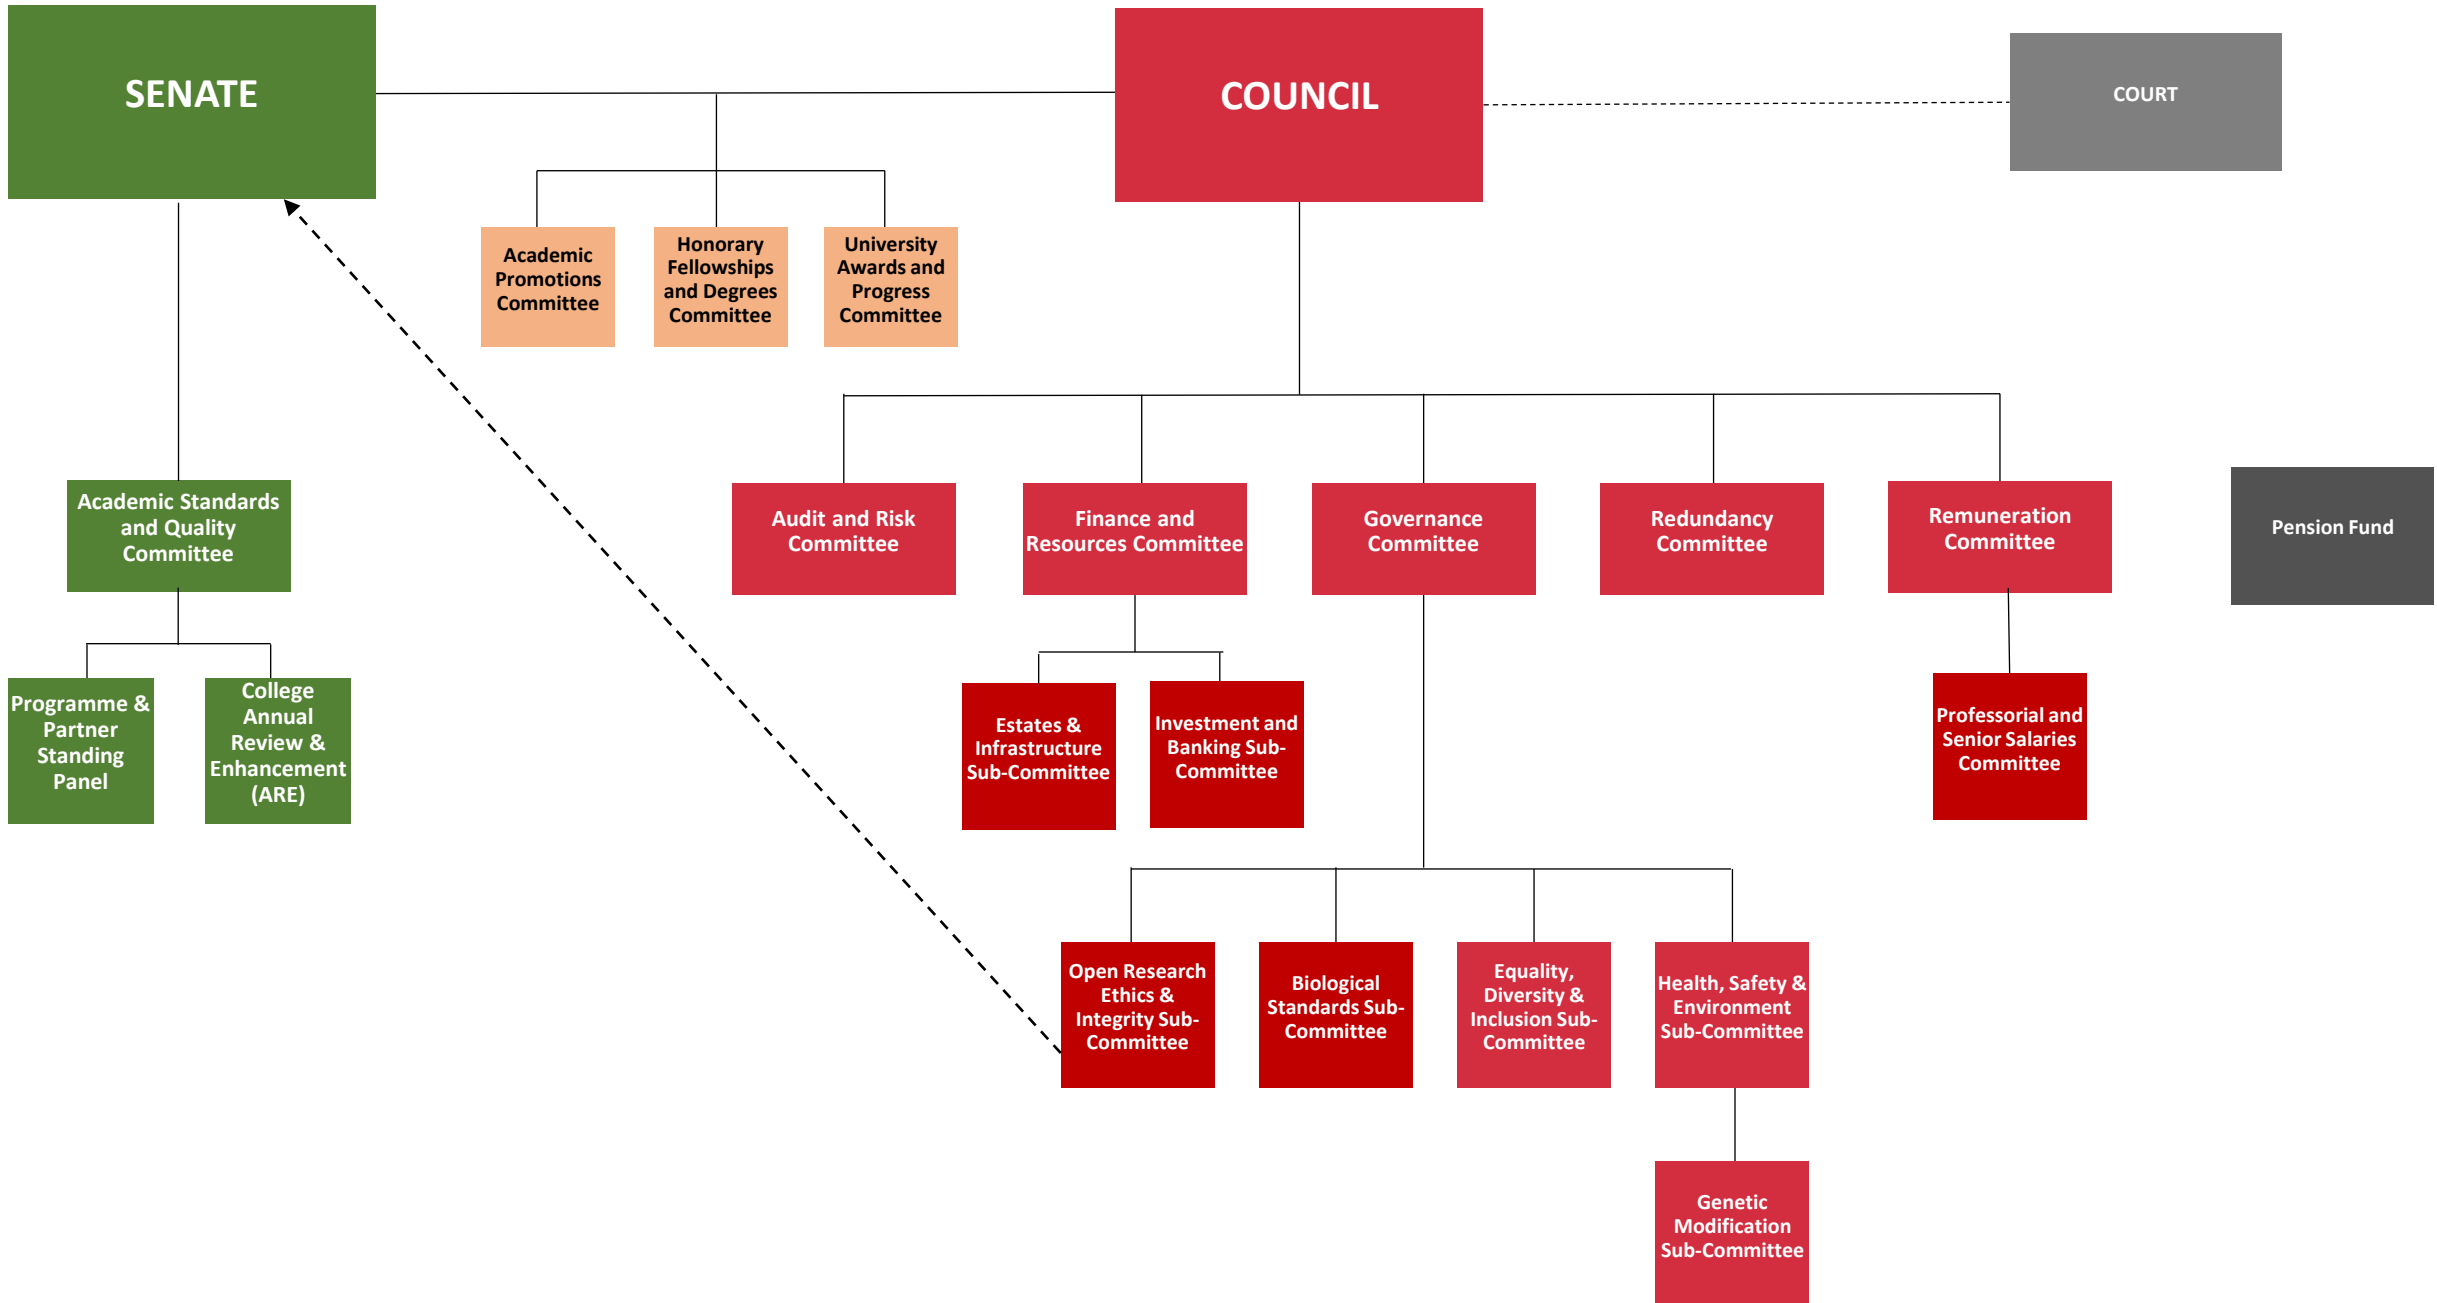 SENATE
COUNCIL
COURT
Academic
Promotions
Committee
Honorary
Fellowships
and Degrees
Committee
University
Awards and
Progress
Committee
Academic Standards
and Quality
Committee
Audit and Risk
Committee
Finance and
Resources Committee
Governance
Committee
Redundancy
Committee
Remuneration
Committee
Pension Fund
Programme &
Partner
Standing
Panel
College
Annual
Review &
Enhancement
(ARE)
Estates &
Infrastructure
Sub-Committee
Investment and
Banking Sub-
Committee
Professorial and
Senior Salaries
Committee
Open Research
Ethics &
Integrity Sub-
Committee
Biological
Standards Sub-
Committee
Equality,
Diversity &
Inclusion Sub-
Committee
Health, Safety &
Environment
Sub-Committee
Genetic
Modification
Sub-Committee